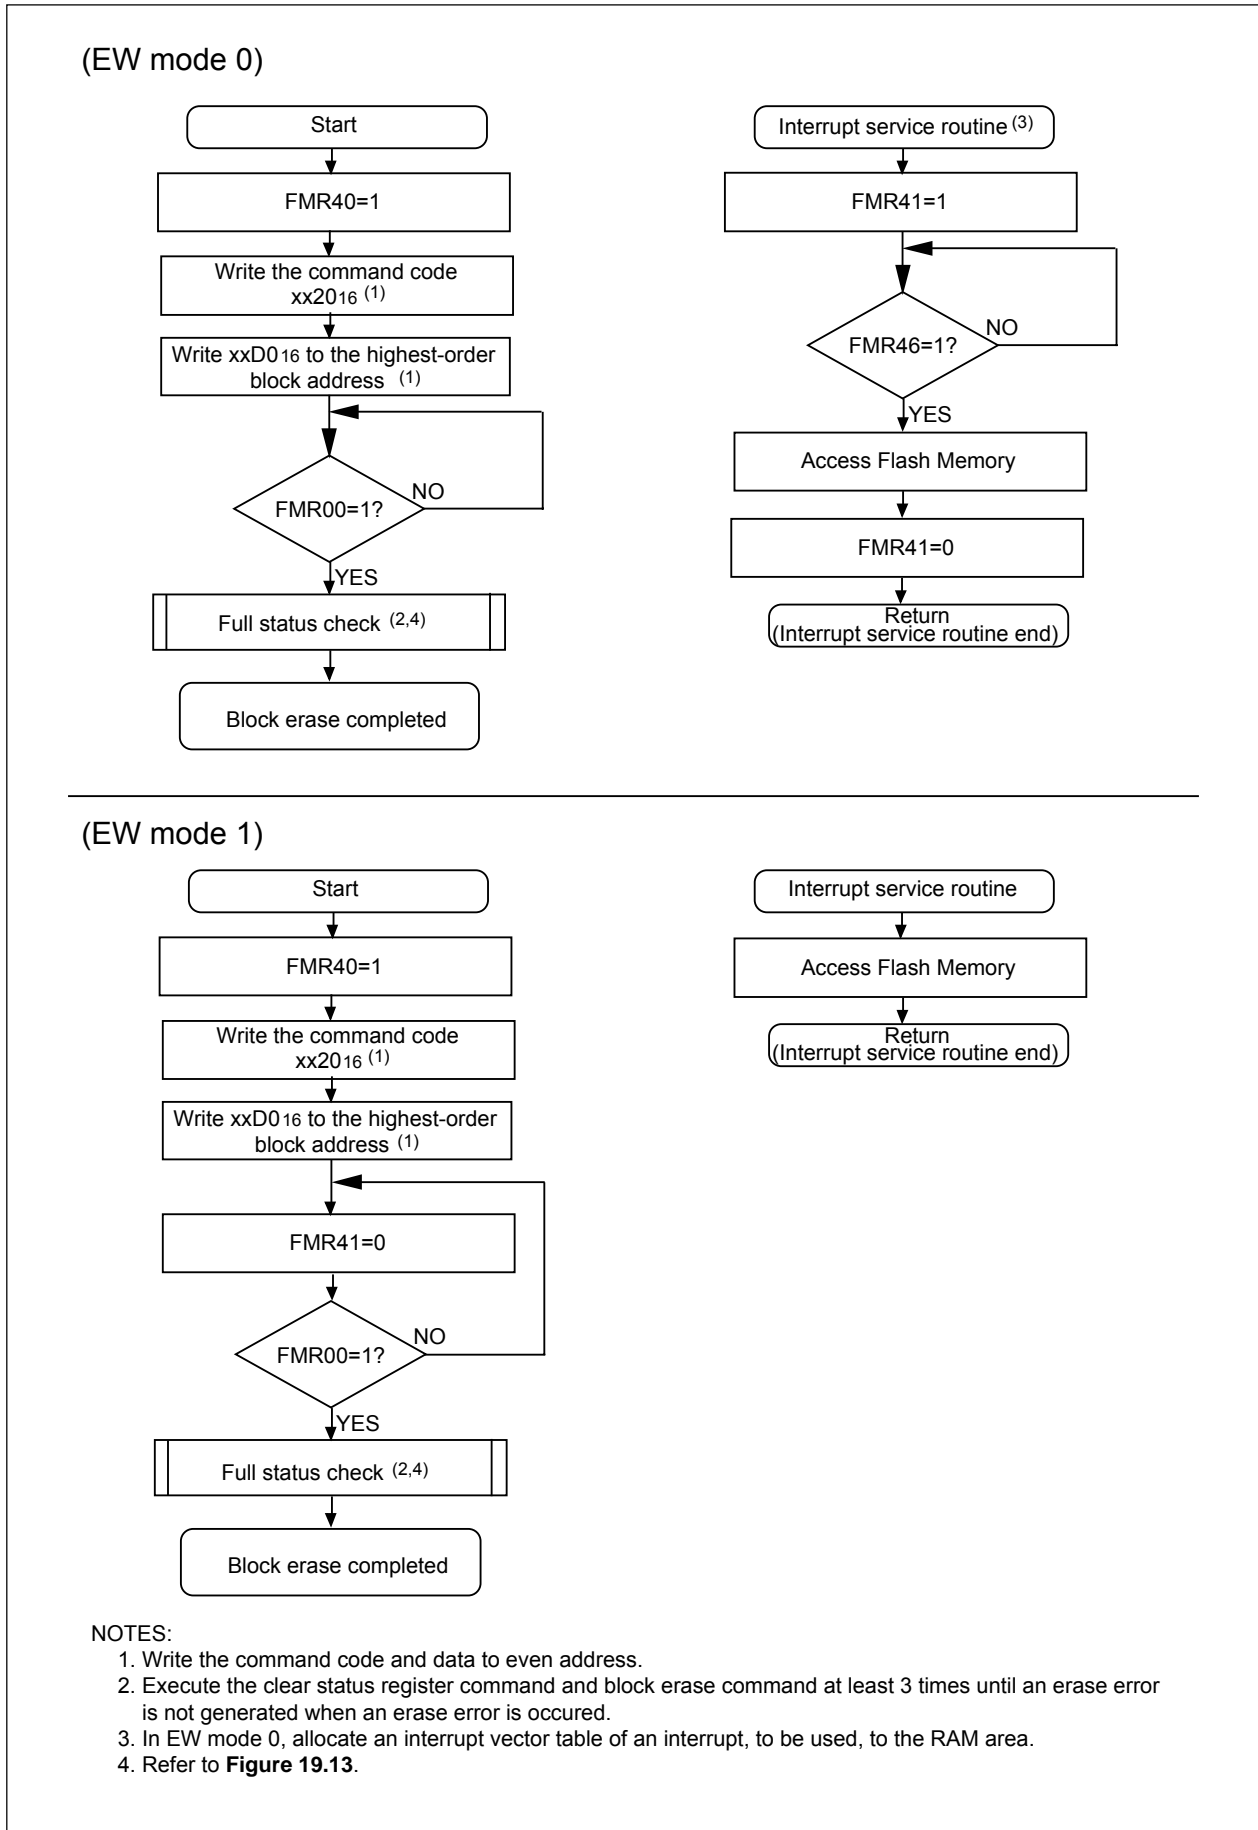 (EW mode 0)
Start
FMR40=1
Write the command code
xx2016 (1)
Write xxD016 to the highest-order
block address (1)
FMR00=1?
NO
YES
Full status check (2,4)
Block erase completed
Interrupt service routine (3)
FMR41=1
FMR46=1?
NO
YES
Access Flash Memory
FMR41=0
Return
(Interrupt service routine end)
(EW mode 1)
Start
FMR40=1
Write the command code
xx2016 (1)
Write xxD016 to the highest-order
block address (1)
FMR41=0
FMR00=1?
NO
YES
Full status check (2,4)
Block erase completed
Interrupt service routine
Access Flash Memory
Return
(Interrupt service routine end)
NOTES:
1. Write the command code and data to even address.
2. Execute the clear status register command and block erase command at least 3 times until an erase error
is not generated when an erase error is occured.
3. In EW mode 0, allocate an interrupt vector table of an interrupt, to be used, to the RAM area.
4. Refer to Figure 19.13.